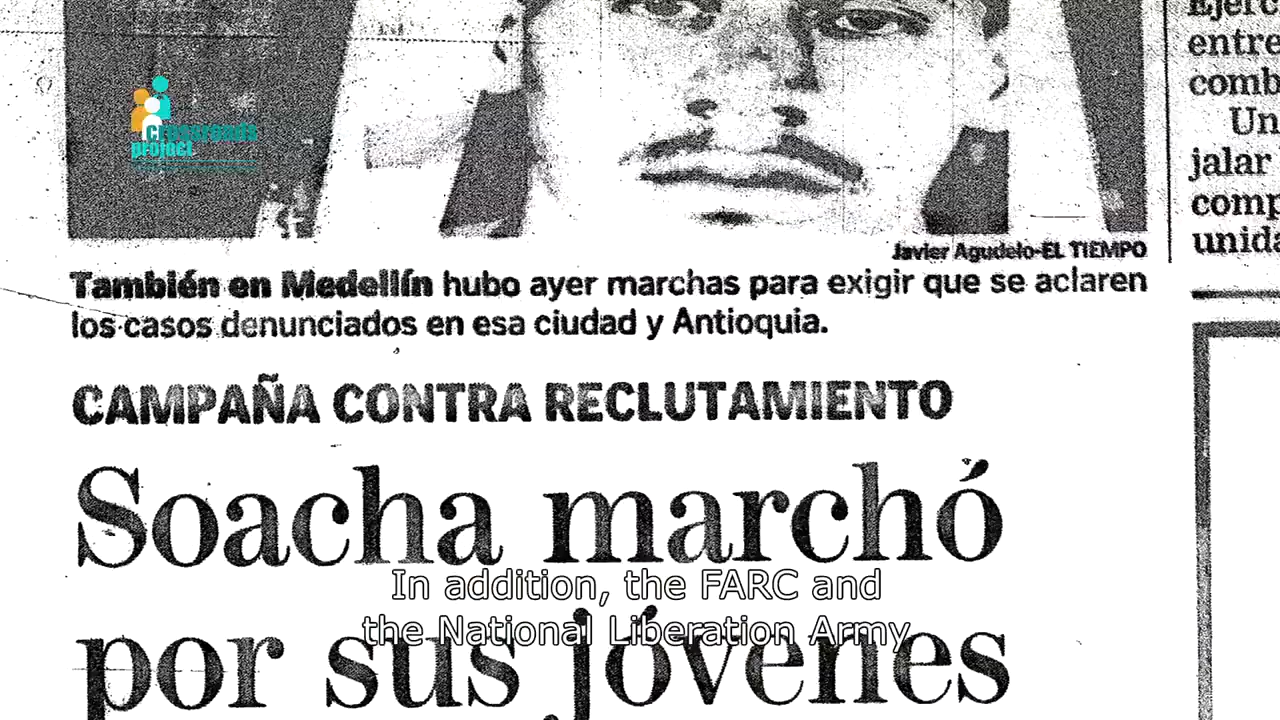 crossroads
project
Ejérc
entre
comb
Un
jalar
comp
unida
Javier Agudelo-EL TIEMPO
También en Medellín hubo ayer marchas para exigir que se aclaren
los casos denunciados en esa ciudad y Antioquia.
CAMPAÑA CONTRA RECLUTAMIENTO
Soacha marchó
por sus jóvenes
In addition, the FARC and
the National Liberation Army